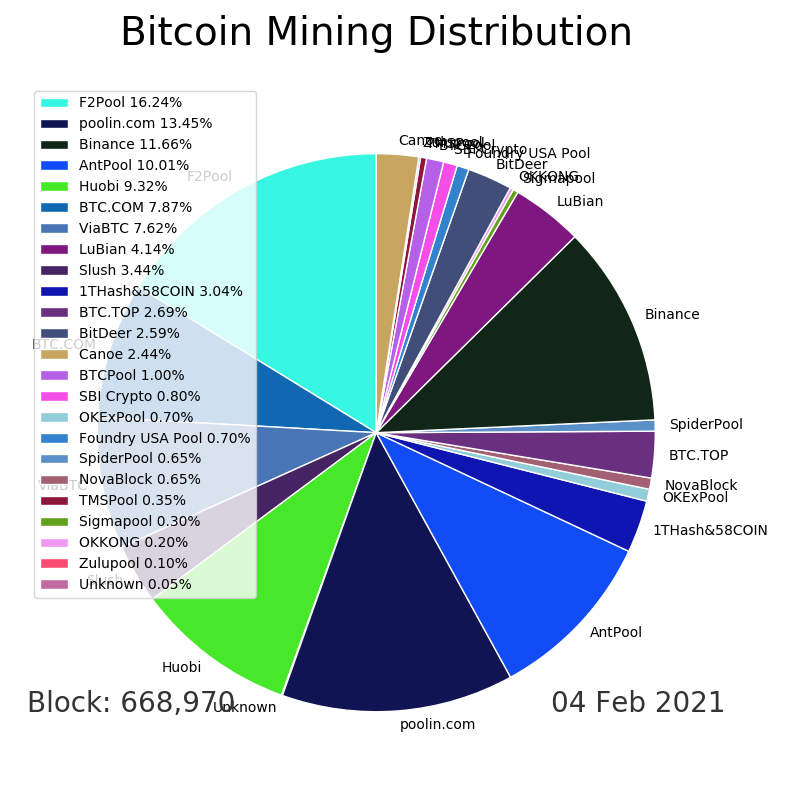 Bitcoin Mining Distribution
F2Pool 16.24%
poolin.com 13.45%
Binance 11.66%
AntPool 10.01%
Huobi 9.32%
BTC.COM 7.87%
ViaBTC 7.62%
LuBian 4.14%
Slush 3.44%
1THash&58COIN 3.04%
BTC.TOP 2.69%
BitDeer 2.59%
Canoe 2.44%
BTCPool 1.00%
SBI Crypto 0.80%
OKExPool 0.70%
Foundry USA Pool 0.70%
SpiderPool 0.65%
NovaBlock 0.65%
TMSPool 0.35%
Sigmapool 0.30%
OKKONG 0.20%
Zulupool 0.10%
Unknown 0.05%
Canoe
SBI Crypto
Foundry USA Pool
BitDeer
OKKONG
Sigmapool
LuBian
Binance
SpiderPool
BTC.TOP
NovaBlock
OKExPool
1THash&58COIN
AntPool
poolin.com
Unknown
Huobi
Slush
ViaBTC
BTC.COM
F2Pool
Block: 668,970
04 Feb 2021